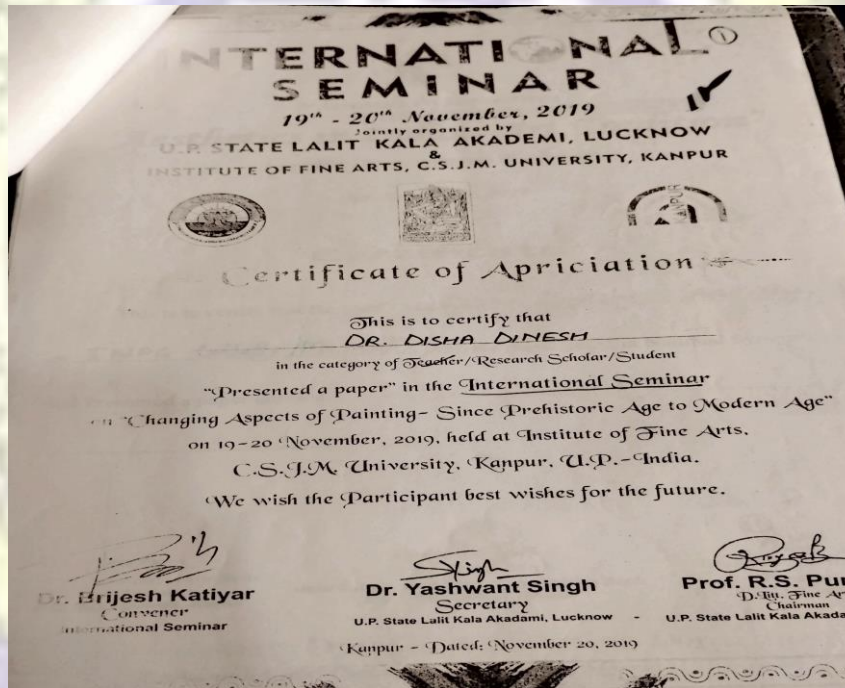 INTERNATIONAL
SEMINAR
19th - 20th November, 2019
Jointly organized by
U.P. STATE LALIT KALA AKADEMI, LUCKNOW
&
INSTITUTE OF FINE ARTS, C.S.J.M. UNIVERSITY, KANPUR
Certificate of Apriciation
This is to certify that
DR. DISHA DINESH
in the category of Teacher/Research Scholar/Student
"Presented a paper" in the International Seminar
on "Changing Aspects of Painting- Since Prehistoric Age to Modern Age"
on 19-20 November, 2019, held at Institute of Fine Arts,
C.S.J.M. University, Kanpur, U.P.-India.
We wish the Participant best wishes for the future.
Dr. Brijesh Katiyar
Convener
International Seminar
Dr. Yashwant Singh
Secretary
U.P. State Lalit Kala Akadami, Lucknow -
Prof. R.S. Pun
D.Litt. Fine Ar
Chairman
U.P. State Lalit Kala Akada
Kanpur - Dated: November 20, 2019